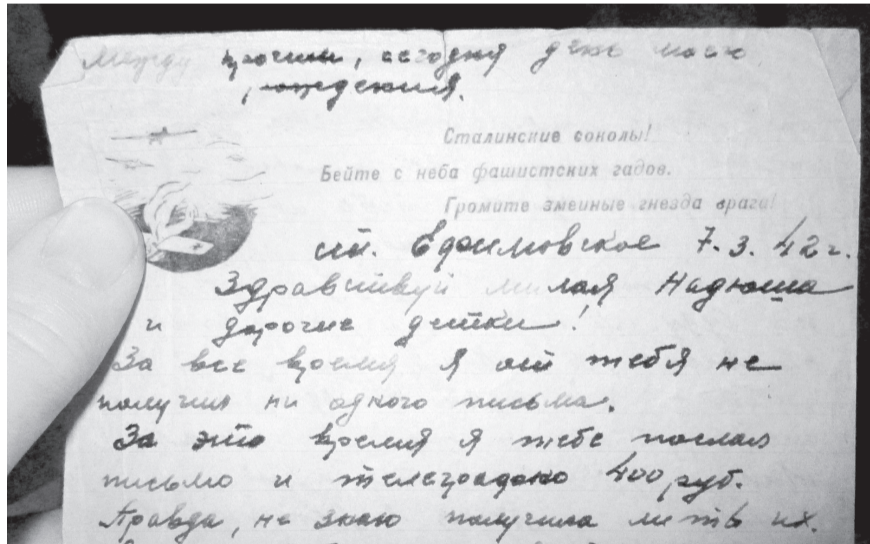 Между прочим, сегодня день моего
рождения.
Сталинские соколы!
Бейте с неба фашистских гадов.
Громите змеиные гнезда врага!
ст. Ефимовское 7.3.42 г.
Здравствуй милая Надюша
и дорогие детки!
За все время я от тебя не
получил ни одного письма.
За это время я тебе послал
письмо и телеграфом 400 руб.
Правда, не знаю получила ли ты их.